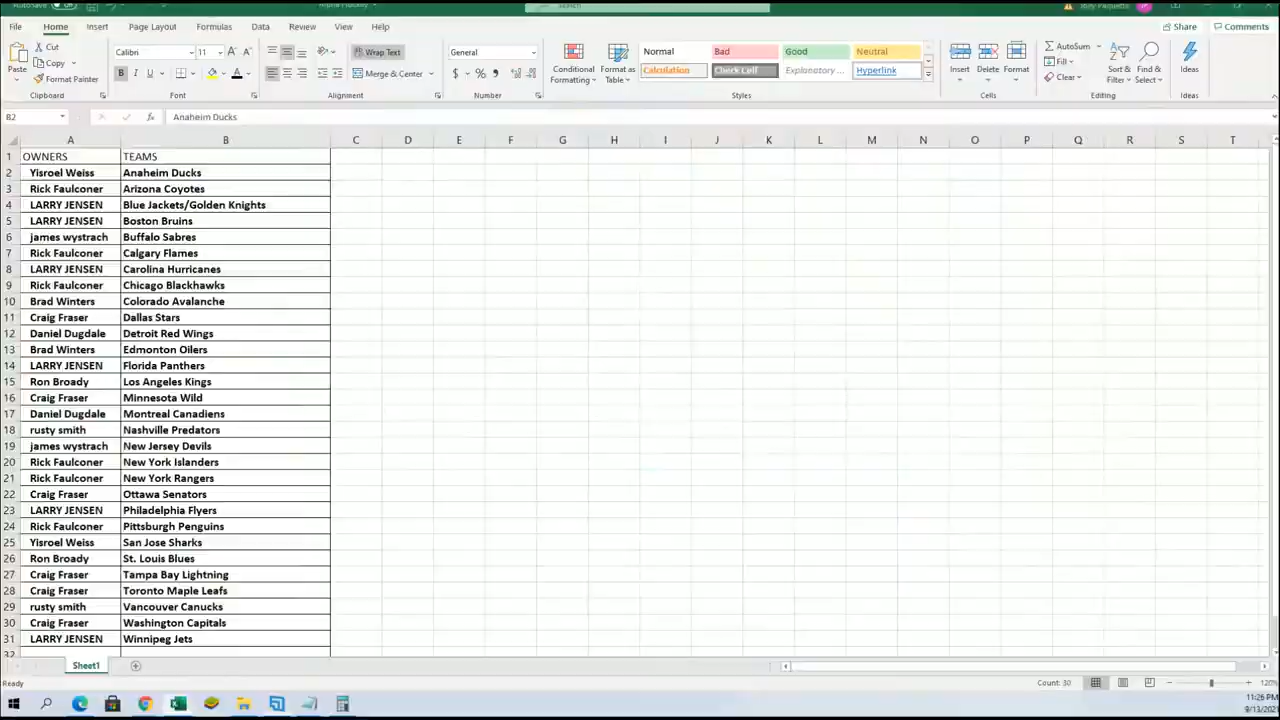 File Home Insert Page Layout Formulas Data Review View Help Share Comments
Cut
Copy
Format Painter
Paste
Clipboard
Calibri 11
B I U
Font
Wrap Text
Merge & Center
Alignment
General
$ %
Number
Conditional Formatting
Format as Table
Normal Bad Good Neutral
Calculation Check Cell Explanatory ... Hyperlink
Styles
Insert Delete Format
Cells
AutoSum
Fill
Clear
Sort & Filter
Find & Select
Editing
Ideas
Ideas
B2 fx Anaheim Ducks
A B C D E F G H I J K L M N O P Q R S T
1 OWNERS TEAMS
2 Yisroel Weiss Anaheim Ducks
3 Rick Faulconer Arizona Coyotes
4 LARRY JENSEN Blue Jackets/Golden Knights
5 LARRY JENSEN Boston Bruins
6 james wystrach Buffalo Sabres
7 Rick Faulconer Calgary Flames
8 LARRY JENSEN Carolina Hurricanes
9 Rick Faulconer Chicago Blackhawks
10 Brad Winters Colorado Avalanche
11 Craig Fraser Dallas Stars
12 Daniel Dugdale Detroit Red Wings
13 Brad Winters Edmonton Oilers
14 LARRY JENSEN Florida Panthers
15 Ron Broady Los Angeles Kings
16 Craig Fraser Minnesota Wild
17 Daniel Dugdale Montreal Canadiens
18 rusty smith Nashville Predators
19 james wystrach New Jersey Devils
20 Rick Faulconer New York Islanders
21 Rick Faulconer New York Rangers
22 Craig Fraser Ottawa Senators
23 LARRY JENSEN Philadelphia Flyers
24 Rick Faulconer Pittsburgh Penguins
25 Yisroel Weiss San Jose Sharks
26 Ron Broady St. Louis Blues
27 Craig Fraser Tampa Bay Lightning
28 Craig Fraser Toronto Maple Leafs
29 rusty smith Vancouver Canucks
30 Craig Fraser Washington Capitals
31 LARRY JENSEN Winnipeg Jets
32
Sheet1
Ready Count: 30 120%
11:26 PM